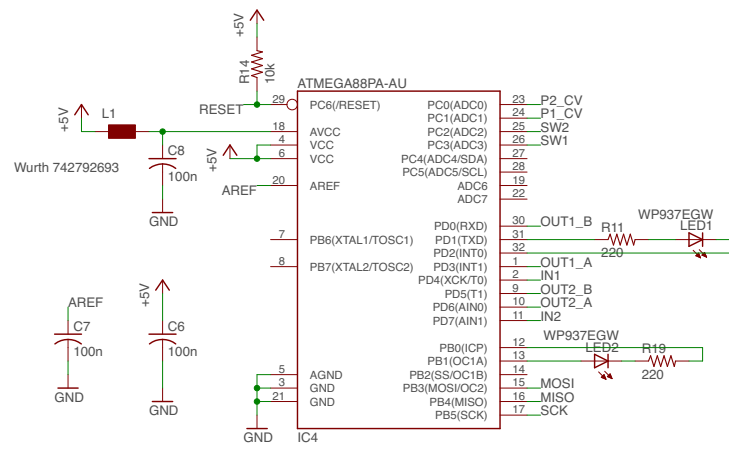 +5V
R14
10k
ATMEGA88PA-AU
RESET
29
PC6(/RESET)
PC0(ADC0)
23
P2_CV
PC1(ADC1)
24
P1_CV
+5V
L1
18
AVCC
PC2(ADC2)
25
SW2
4
VCC
PC3(ADC3)
26
SW1
+5V
6
VCC
PC4(ADC4/SDA)
27
Wurth 742792693
C8
100n
PC5(ADC5/SCL)
28
AREF
20
AREF
ADC6
19
ADC7
22
GND
PD0(RXD)
30
OUT1_B
WP937EGW
R11
LED1
220
7
PB6(XTAL1/TOSC1)
PD1(TXD)
31
PD2(INT0)
32
8
PB7(XTAL2/TOSC2)
PD3(INT1)
1
OUT1_A
PD4(XCK/T0)
2
IN1
PD5(T1)
9
OUT2_B
PD6(AIN0)
10
OUT2_A
PD7(AIN1)
11
IN2
+5V
AREF
C7
100n
C6
100n
WP937EGW
LED2
R19
220
PB0(ICP)
12
PB1(OC1A)
13
5
AGND
PB2(SS/OC1B)
14
3
GND
PB3(MOSI/OC2)
15
MOSI
21
GND
PB4(MISO)
16
MISO
PB5(SCK)
17
SCK
GND
GND
GND
IC4